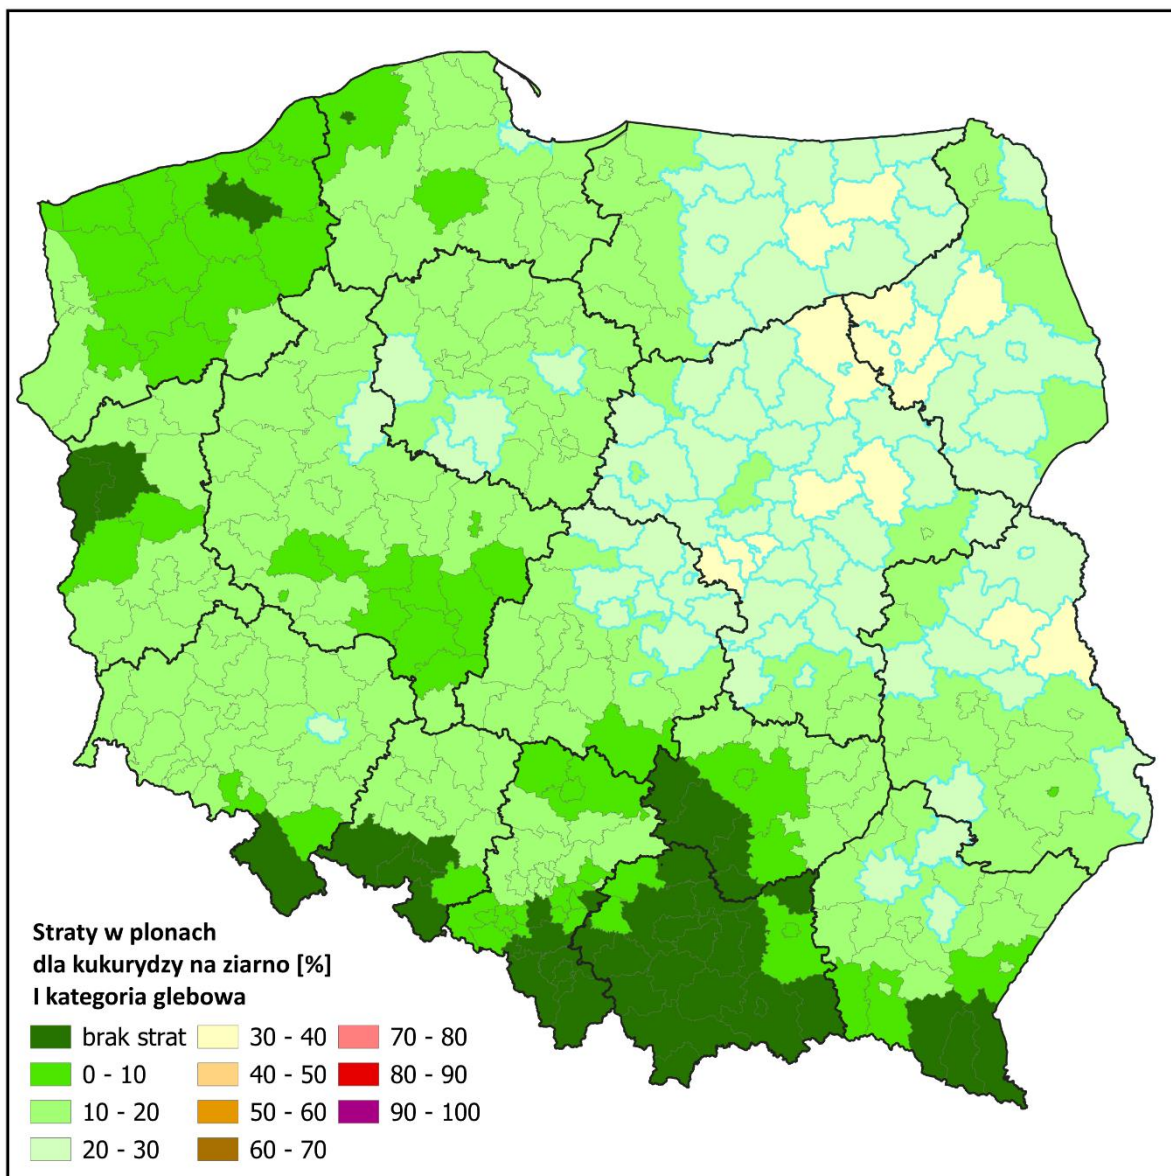 Straty w plonach
dla kukurydzy na ziarno [%]
I kategoria glebowa
brak strat
0 - 10
10 - 20
20 - 30
30 - 40
40 - 50
50 - 60
60 - 70
70 - 80
80 - 90
90 - 100